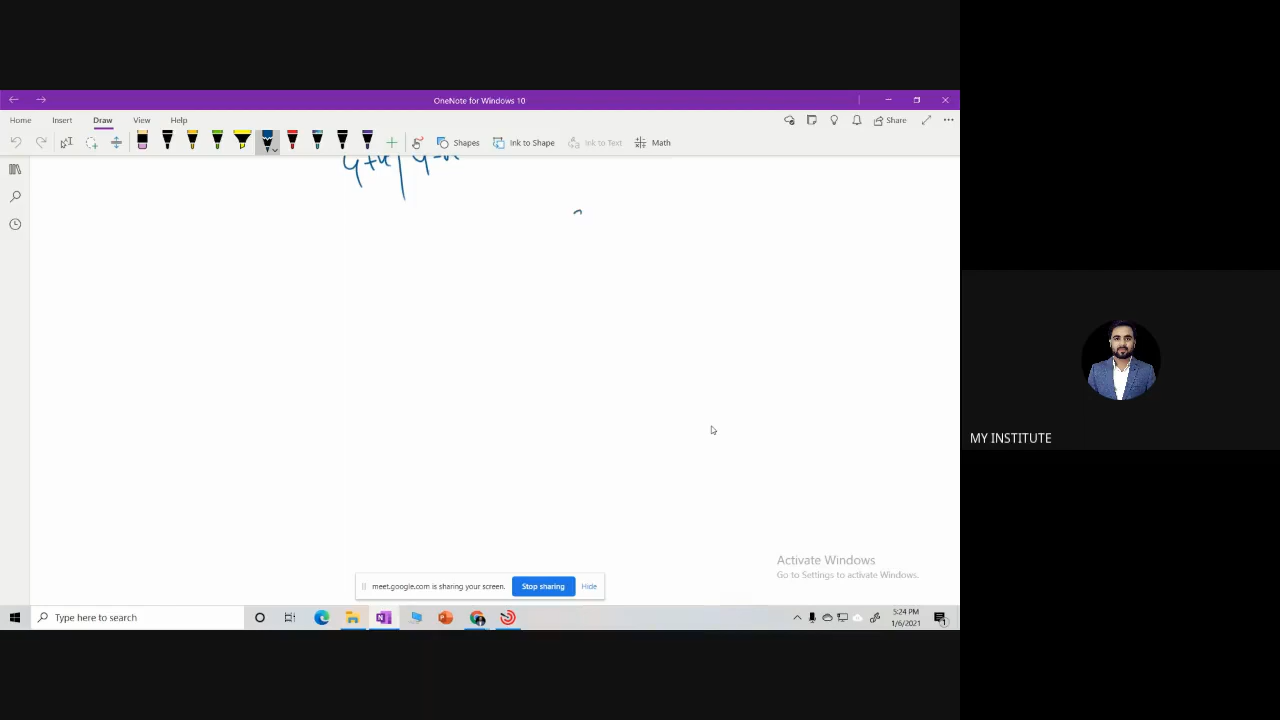 OneNote for Windows 10
Home Insert Draw View Help
Share
Shapes Ink to Shape Ink to Text Math
MY INSTITUTE
Activate Windows
Go to Settings to activate Windows.
meet.google.com is sharing your screen. Stop sharing Hide
Type here to search
5:24 PM
1/6/2021